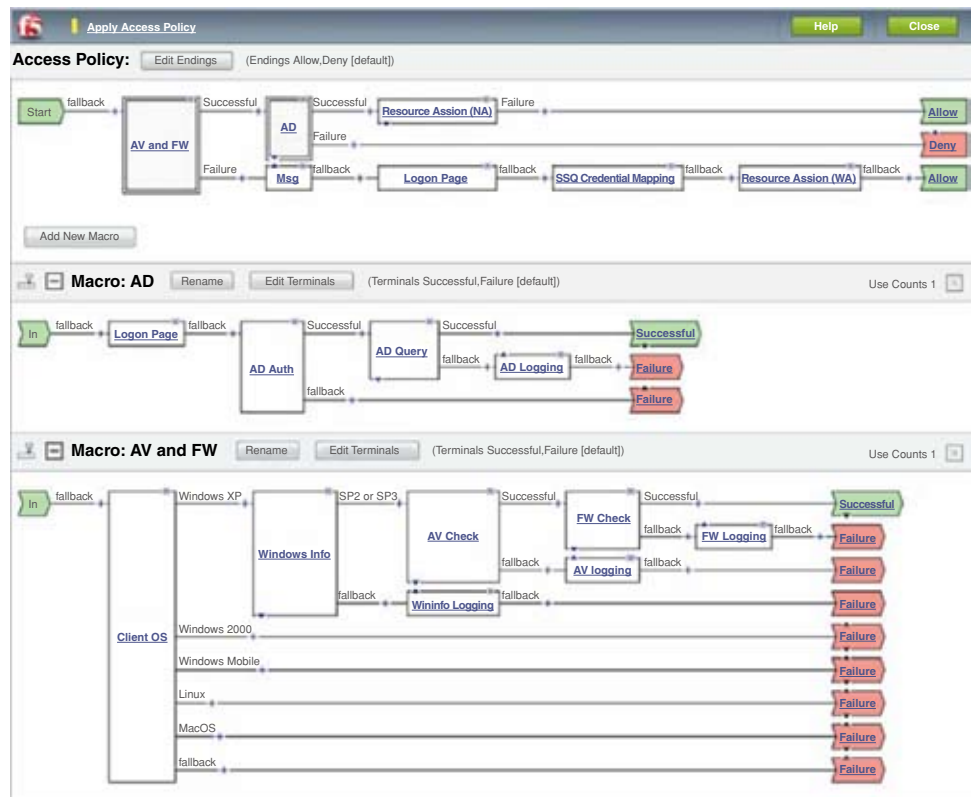 f5 Apply Access Policy Help Close
Access Policy: Edit Endings (Endings Allow,Deny [default])
Start fallback AV and FW Successful AD Successful Resource Assion (NA) Failure Allow
Failure Deny
Failure Msg fallback Logon Page fallback SSQ Credential Mapping fallback Resource Assion (WA) fallback Allow
Add New Macro
Macro: AD Rename Edit Terminals (Terminals Successful,Failure [default]) Use Counts 1
In fallback Logon Page fallback AD Auth Successful AD Query Successful Successful
fallback AD Logging fallback Failure
fallback Failure
Macro: AV and FW Rename Edit Terminals (Terminals Successful,Failure [default]) Use Counts 1
In fallback Client OS Windows XP Windows Info SP2 or SP3 AV Check Successful FW Check Successful Successful
fallback FW Logging fallback Failure
fallback AV logging fallback Failure
fallback Wininfo Logging fallback Failure
Windows 2000 Failure
Windows Mobile Failure
Linux Failure
MacOS Failure
fallback Failure